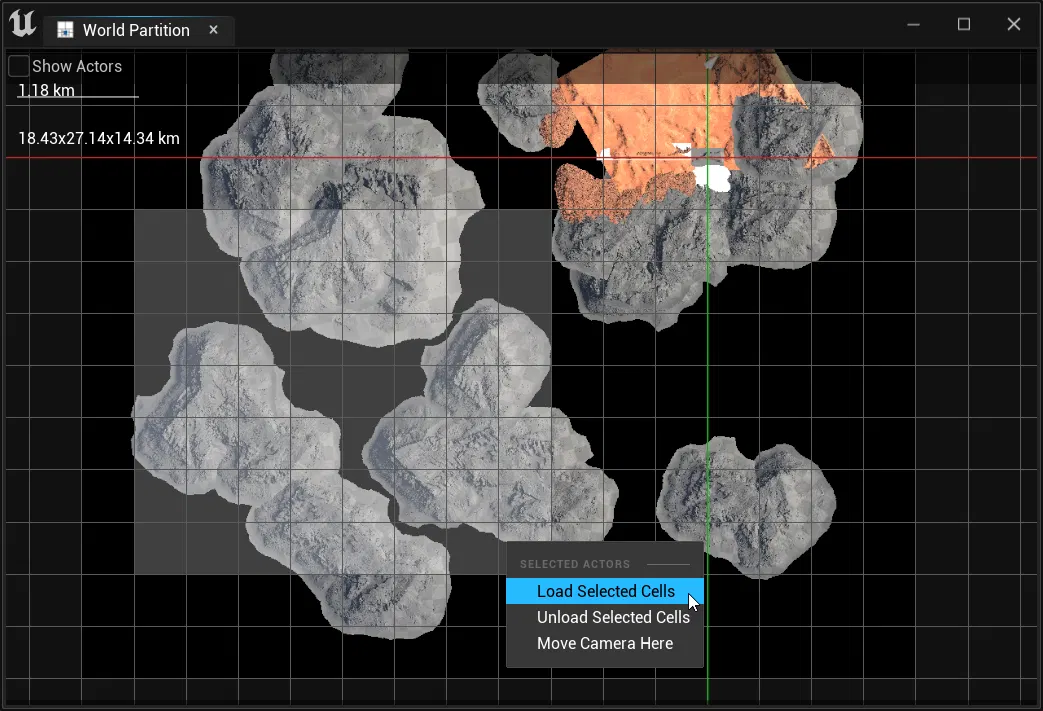 World Partition
Show Actors
1.18 km
18.43x27.14x14.34 km
SELECTED ACTORS
Load Selected Cells
Unload Selected Cells
Move Camera Here